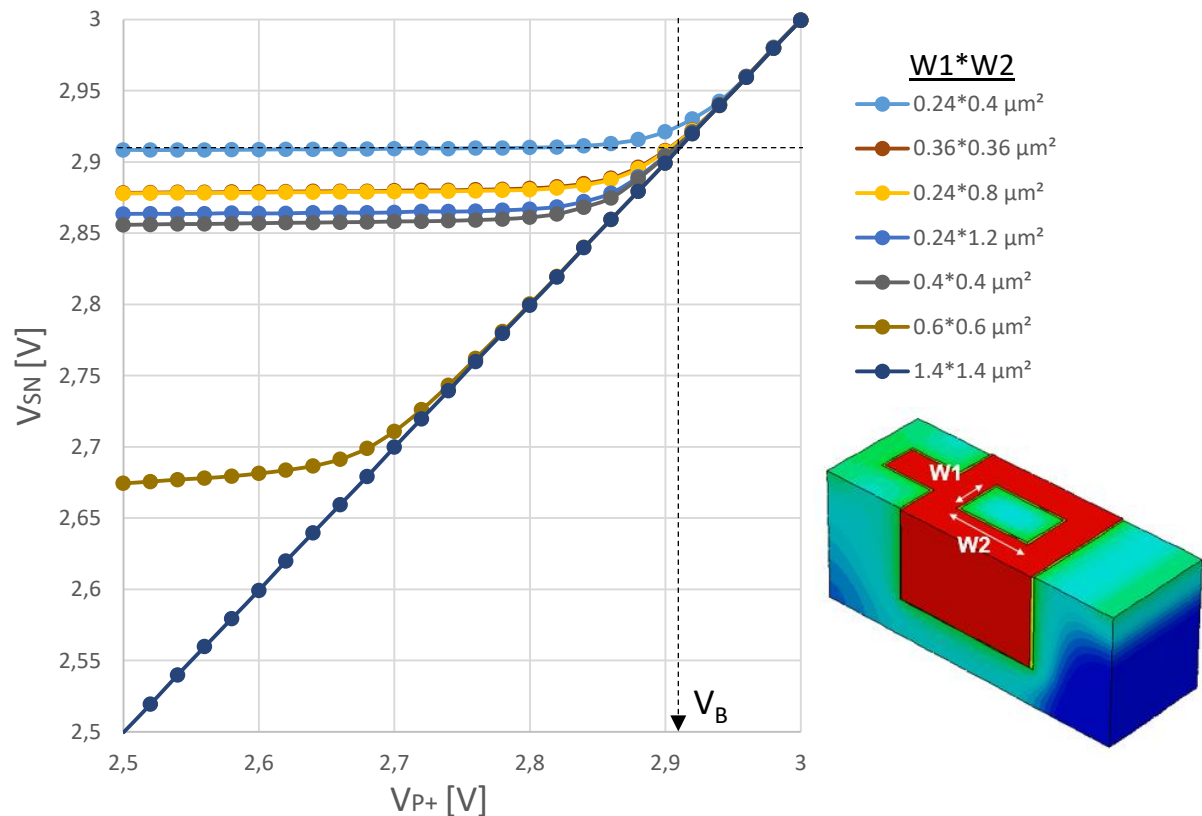 3
2,95
2,9
2,85
2,8
2,75
2,7
2,65
2,6
2,55
2,5
VSN [V]
2,5 2,6 2,7 2,8 2,9 3
VP+ [V]
VB
W1*W2
0.24*0.4 µm²
0.36*0.36 µm²
0.24*0.8 µm²
0.24*1.2 µm²
0.4*0.4 µm²
0.6*0.6 µm²
1.4*1.4 µm²
W1
W2